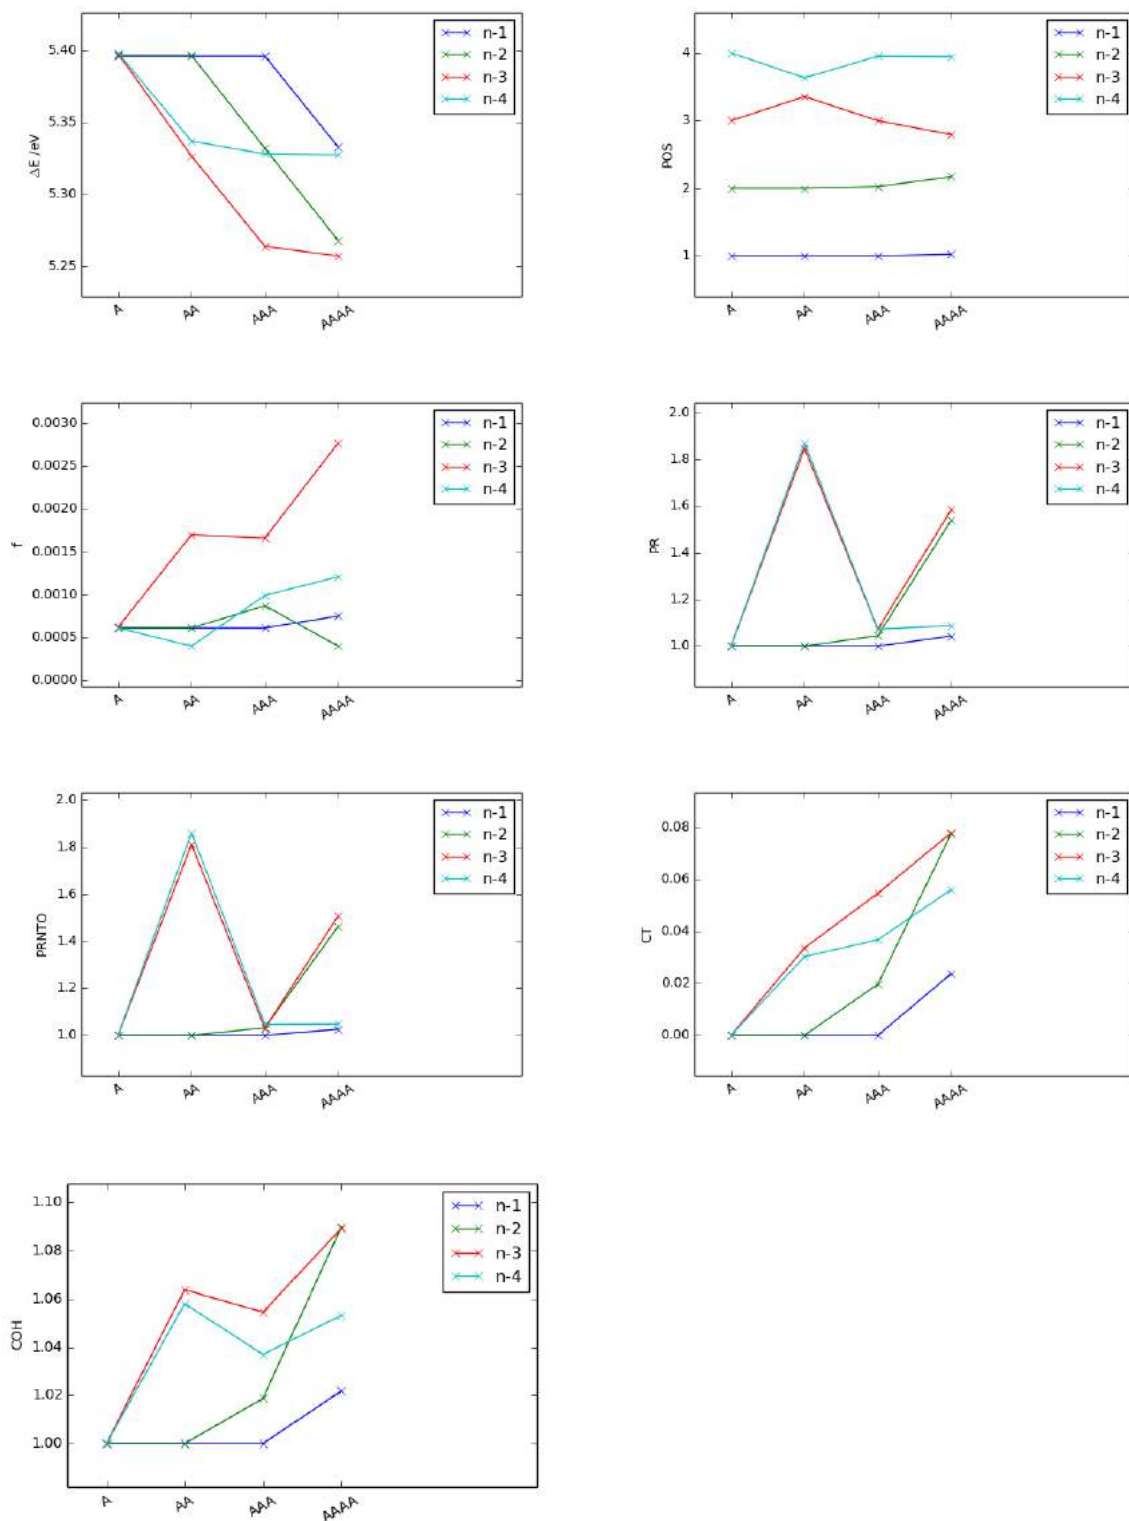 5.40
5.35
5.30
5.25
ΔE /eV
A
AA
AAA
AAAA
n-1
n-2
n-3
n-4
4
3
2
1
POS
A
AA
AAA
AAAA
n-1
n-2
n-3
n-4
0.0030
0.0025
0.0020
0.0015
0.0010
0.0005
0.0000
f
A
AA
AAA
AAAA
n-1
n-2
n-3
n-4
2.0
1.8
1.6
1.4
1.2
1.0
PR
A
AA
AAA
AAAA
n-1
n-2
n-3
n-4
2.0
1.8
1.6
1.4
1.2
1.0
PRNTO
A
AA
AAA
AAAA
n-1
n-2
n-3
n-4
0.08
0.06
0.04
0.02
0.00
CT
A
AA
AAA
AAAA
n-1
n-2
n-3
n-4
1.10
1.08
1.06
1.04
1.02
1.00
COH
A
AA
AAA
AAAA
n-1
n-2
n-3
n-4